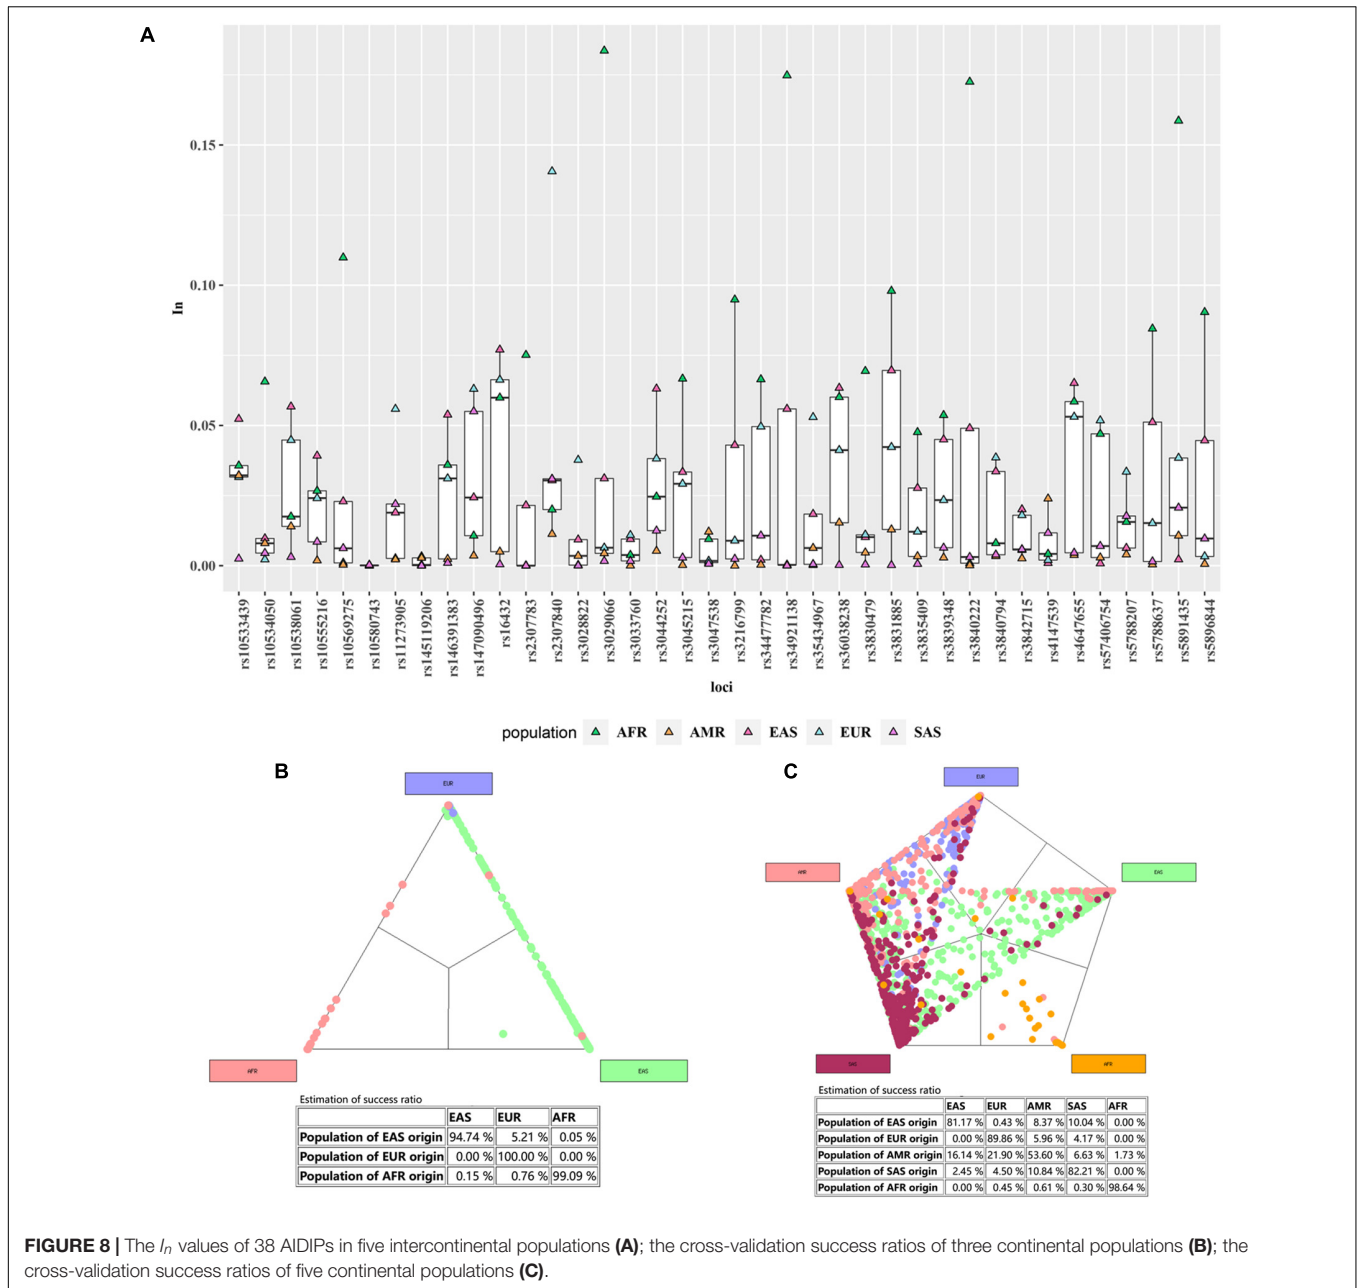 A
0.15
0.10
In
0.05
0.00
rs10533439
rs10534050
rs10538061
rs10555216
rs10569275
rs10580743
rs11273905
rs145119206
rs146391383
rs147090496
rs16432
rs2307783
rs2307840
rs3028822
rs3029066
rs3033760
rs3044252
rs3045215
rs3047538
rs3216799
rs34477782
rs34921138
rs35434967
rs36038238
rs3830479
rs3831885
rs3835409
rs3839348
rs3840222
rs3840794
rs3842715
rs4147539
rs4647655
rs57406754
rs5788207
rs5788637
rs5891435
rs5896844
loci
population AFR AMR EAS EUR SAS
B
EUR
AFR
EAS
Estimation of success ratio
EAS EUR AFR
Population of EAS origin 94.74 % 5.21 % 0.05 %
Population of EUR origin 0.00 % 100.00 % 0.00 %
Population of AFR origin 0.15 % 0.76 % 99.09 %
C
EUR
AMR
EAS
SAS
AFR
Estimation of success ratio
EAS EUR AMR SAS AFR
Population of EAS origin 81.17 % 0.43 % 8.37 % 10.04 % 0.00 %
Population of EUR origin 0.00 % 89.86 % 5.96 % 4.17 % 0.00 %
Population of AMR origin 16.14 % 21.90 % 53.60 % 6.63 % 1.73 %
Population of SAS origin 2.45 % 4.50 % 10.84 % 82.21 % 0.00 %
Population of AFR origin 0.00 % 0.45 % 0.61 % 0.30 % 98.64 %
FIGURE 8 | The In values of 38 AIDIPs in five intercontinental populations (A); the cross-validation success ratios of three continental populations (B); the
cross-validation success ratios of five continental populations (C).